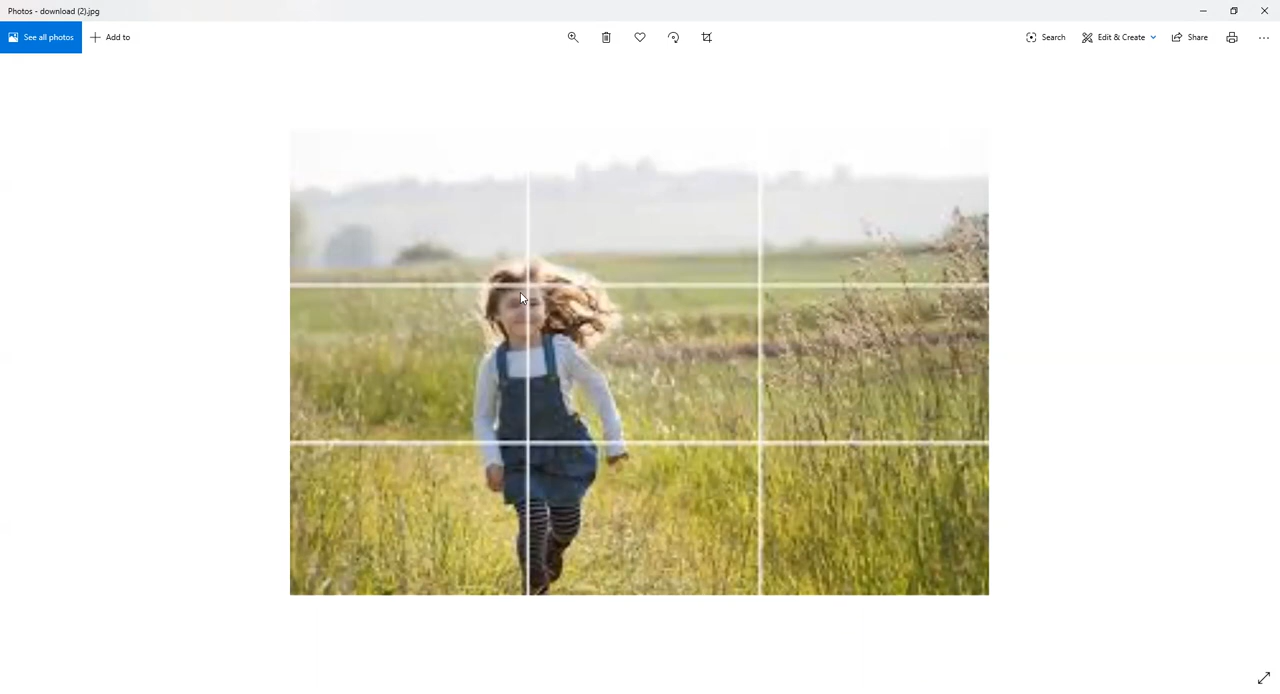 Photos - download (2).jpg
See all photos
Add to
Search
Edit & Create
Share